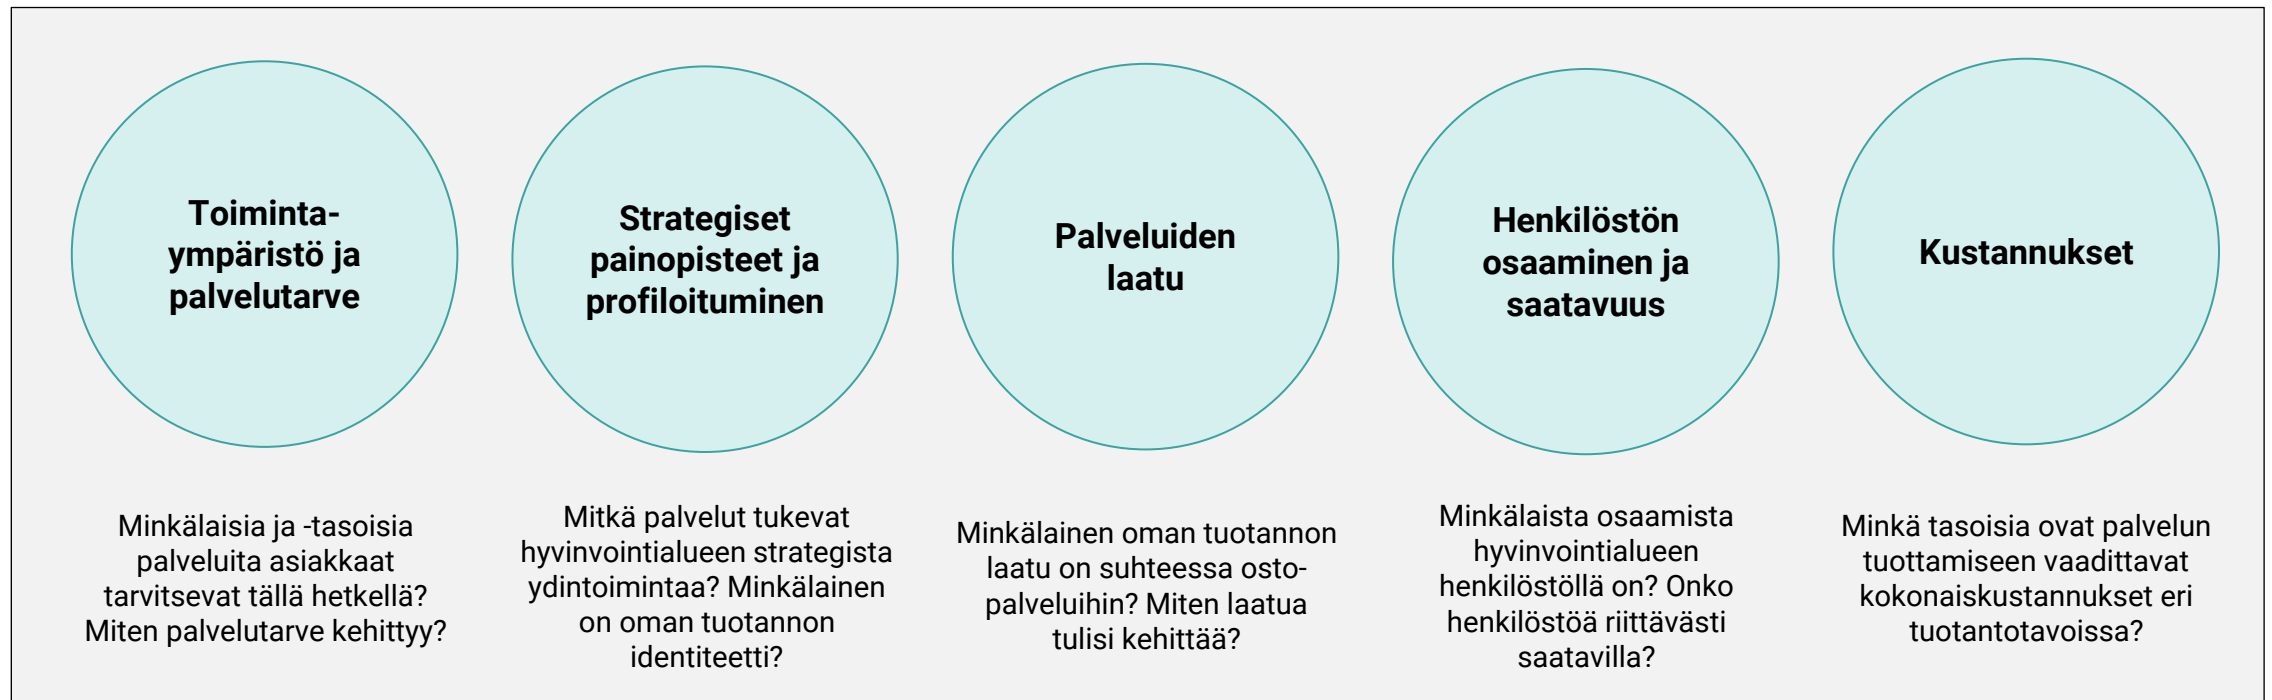 Toiminta-
ympäristö ja
palvelutarve
Strategiset
painopisteet ja
profiloituminen
Palveluiden
laatu
Henkilöstön
osaaminen ja
saatavuus
Kustannukset
Minkälaisia ja -tasoisia
palveluita asiakkaat
tarvitsevat tällä hetkellä?
Miten palvelutarve kehittyy?
Mitkä palvelut tukevat
hyvinvointialueen strategista
ydintoimintaa? Minkälainen
on oman tuotannon
identiteetti?
Minkälainen oman tuotannon
laatu on suhteessa osto-
palveluihin? Miten laatua
tulisi kehittää?
Minkälaista osaamista
hyvinvointialueen
henkilöstöllä on? Onko
henkilöstöä riittävästi
saatavilla?
Minkä tasoisia ovat palvelun
tuottamiseen vaadittavat
kokonaiskustannukset eri
tuotantotavoissa?